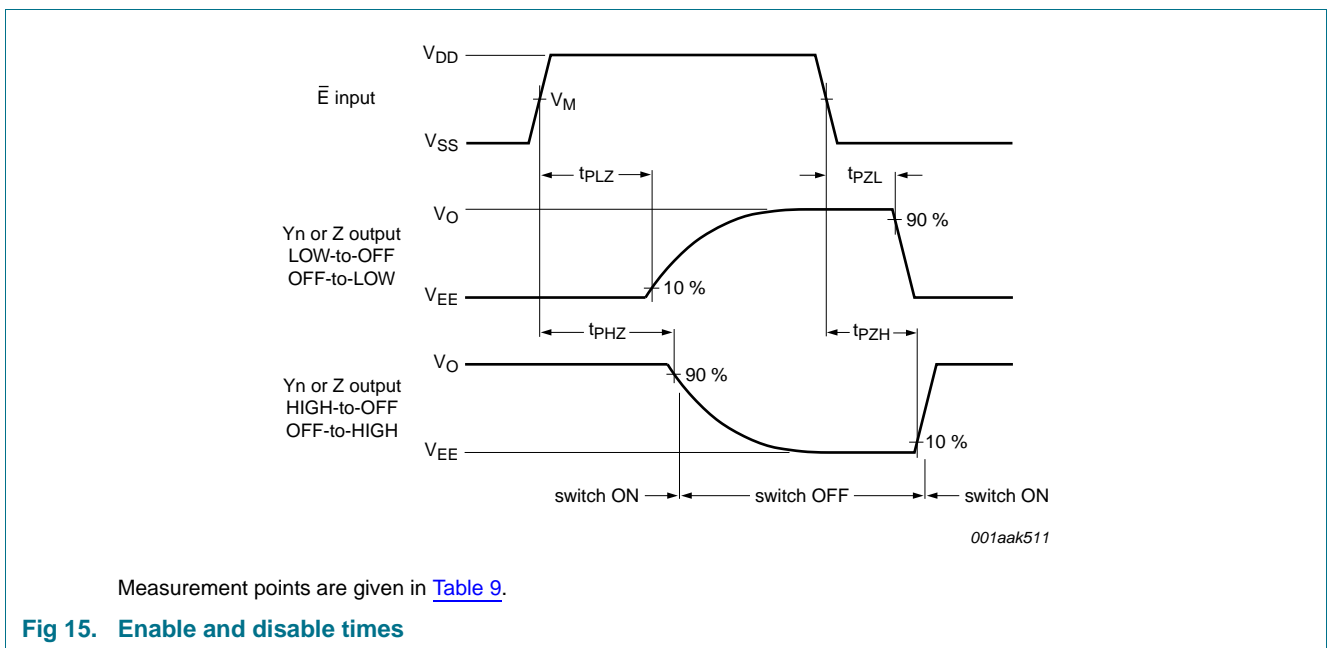 V_DD
Ē input
V_M
V_SS
t_PLZ
t_PZL
V_O
90 %
Yn or Z output
LOW-to-OFF
OFF-to-LOW
10 %
V_EE
t_PHZ
t_PZH
V_O
90 %
Yn or Z output
HIGH-to-OFF
OFF-to-HIGH
10 %
V_EE
switch ON
switch OFF
switch ON
001aak511
Measurement points are given in Table 9.
Fig 15. Enable and disable times